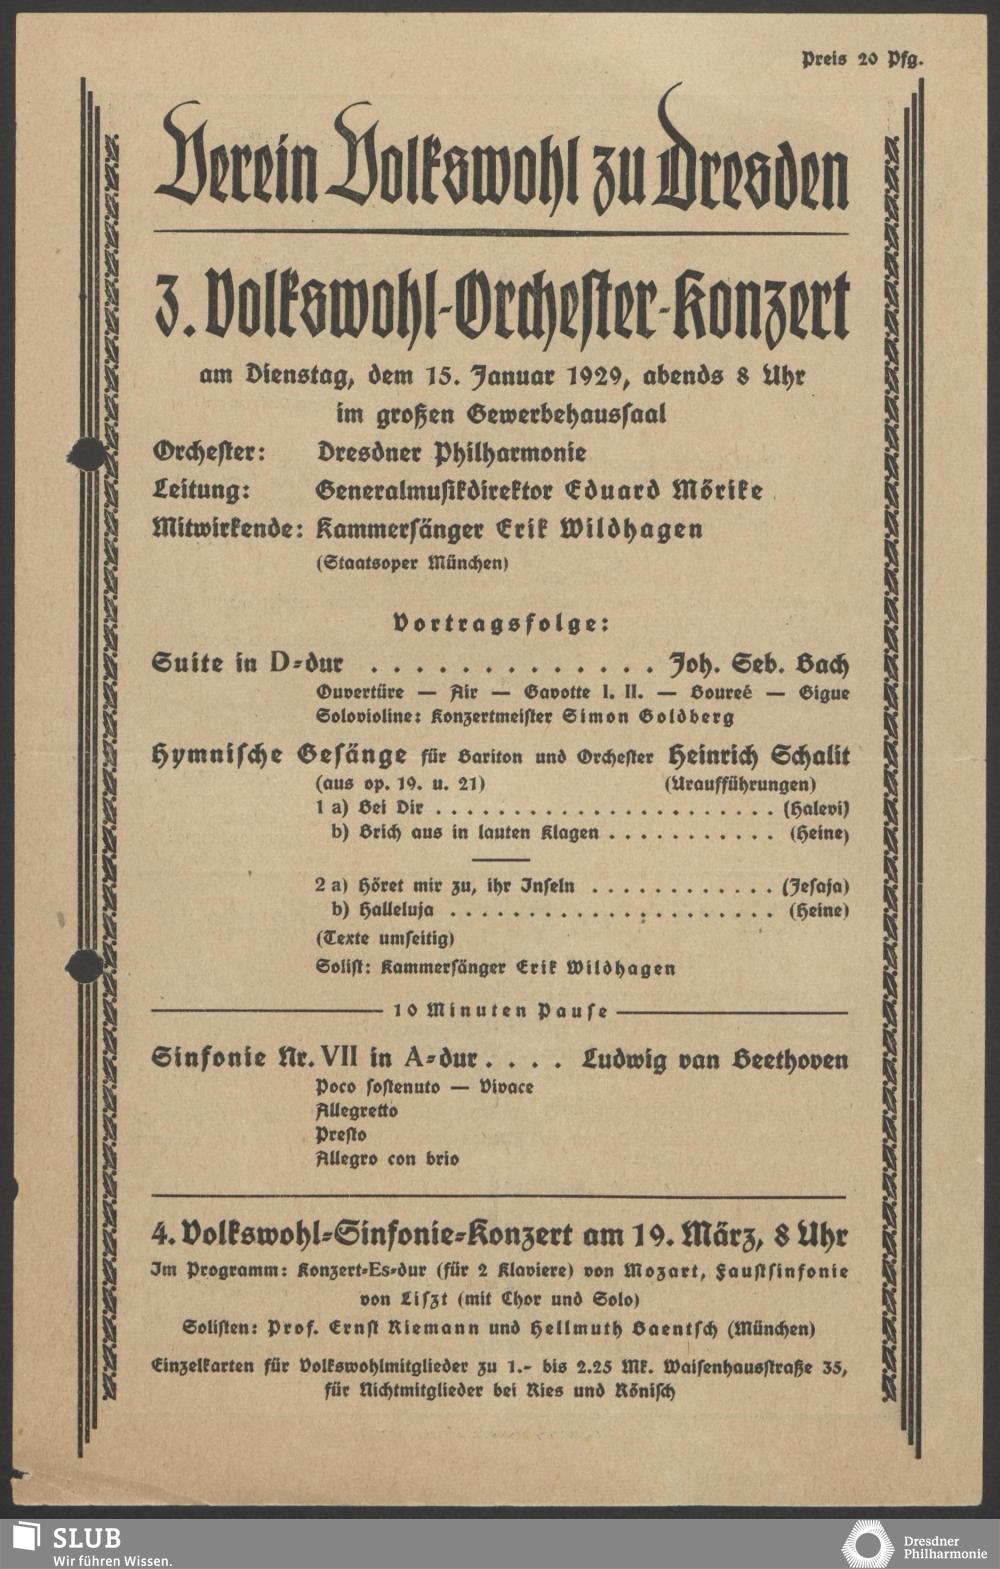 Preis 20 Pfg.
Verein Volkswohl zu Dresden
3. Volkswohl-Orchester-Konzert
am Dienstag, dem 15. Januar 1929, abends 8 Uhr
im großen Gewerbehaussaal
Orchester: Dresdner Philharmonie
Leitung: Generalmusikdirektor Eduard Mörike
Mitwirkende: Kammersänger Erik Wildhagen
(Staatsoper München)
Vortragsfolge:
Suite in D-dur . . . . . . . . . . . . . Joh. Seb. Bach
Ouvertüre — Air — Gavotte I. II. — Boureé — Gigue
Solovioline: Konzertmeister Simon Goldberg
Hymnische Gesänge für Bariton und Orchester Heinrich Schalit
(aus op. 19. u. 21) (Uraufführungen)
1 a) Bei Dir . . . . . . . . . . . . . . . . . . . . . . (Halevi)
b) Brich aus in lauten Klagen . . . . . . . . . . . (Heine)
2 a) Höret mir zu, ihr Inseln . . . . . . . . . . . . (Jesaja)
b) Halleluja . . . . . . . . . . . . . . . . . . . . . (Heine)
(Texte umseitig)
Solist: Kammersänger Erik Wildhagen
10 Minuten Pause
Sinfonie Nr. VII in A-dur . . . . Ludwig van Beethoven
Poco sostenuto — Vivace
Allegretto
Presto
Allegro con brio
4. Volkswohl-Sinfonie-Konzert am 19. März, 8 Uhr
Im Programm: Konzert-Es-dur (für 2 Klaviere) von Mozart, Faustsinfonie
von Liszt (mit Chor und Solo)
Solisten: Prof. Ernst Riemann und Hellmuth Baentsch (München)
Einzelkarten für Volkswohlmitglieder zu 1.- bis 2.25 Mk. Waisenhausstraße 35,
für Nichtmitglieder bei Ries und Rönisch
SLUB
Wir führen Wissen.
Dresdner
Philharmonie